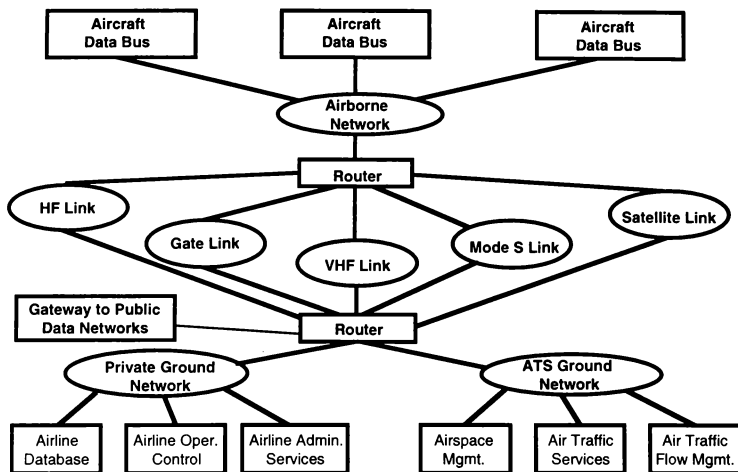 Aircraft
Data Bus
Aircraft
Data Bus
Aircraft
Data Bus
Airborne
Network
Router
HF Link
Gate Link
VHF Link
Mode S Link
Satellite Link
Gateway to Public
Data Networks
Router
Private Ground
Network
ATS Ground
Network
Airline
Database
Airline Oper.
Control
Airline Admin.
Services
Airspace
Mgmt.
Air Traffic
Services
Air Traffic
Flow Mgmt.